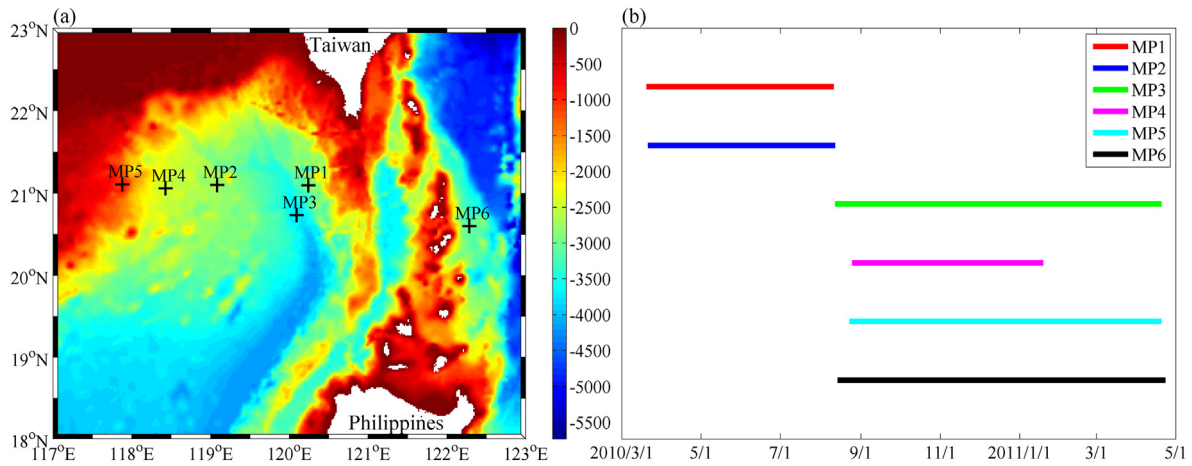 (a)
23°N
22°N
21°N
20°N
19°N
18°N
117°E 118°E 119°E 120°E 121°E 122°E 123°E
Taiwan
MP5
MP4
MP2
MP1
MP3
MP6
Philippines
0
-500
-1000
-1500
-2000
-2500
-3000
-3500
-4000
-4500
-5000
-5500
(b)
MP1
MP2
MP3
MP4
MP5
MP6
2010/3/1 5/1 7/1 9/1 11/1 2011/1/1 3/1 5/1